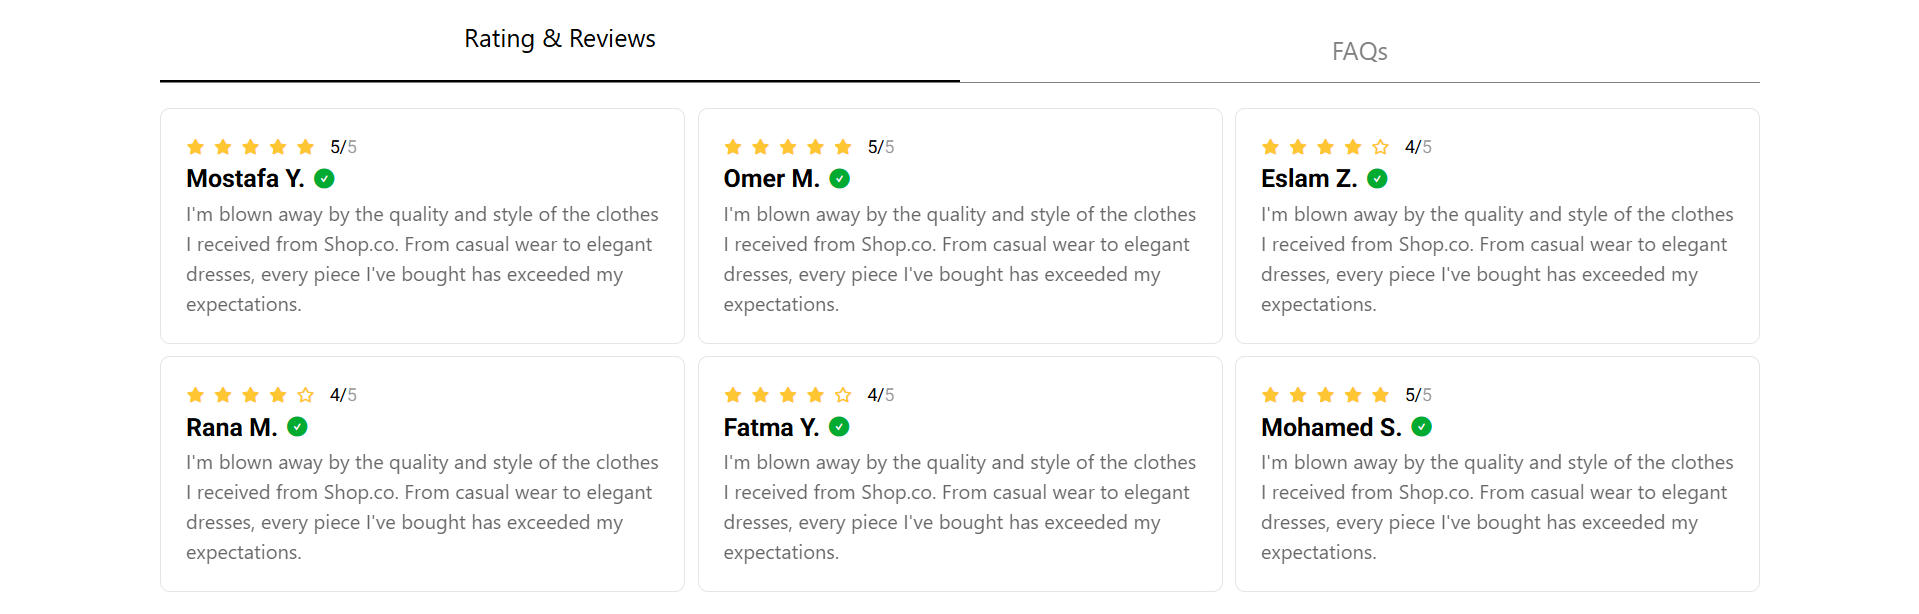 Rating & Reviews
FAQs
5/5
Mostafa Y.
I'm blown away by the quality and style of the clothes
I received from Shop.co. From casual wear to elegant
dresses, every piece I've bought has exceeded my
expectations.
5/5
Omer M.
I'm blown away by the quality and style of the clothes
I received from Shop.co. From casual wear to elegant
dresses, every piece I've bought has exceeded my
expectations.
4/5
Eslam Z.
I'm blown away by the quality and style of the clothes
I received from Shop.co. From casual wear to elegant
dresses, every piece I've bought has exceeded my
expectations.
4/5
Rana M.
I'm blown away by the quality and style of the clothes
I received from Shop.co. From casual wear to elegant
dresses, every piece I've bought has exceeded my
expectations.
4/5
Fatma Y.
I'm blown away by the quality and style of the clothes
I received from Shop.co. From casual wear to elegant
dresses, every piece I've bought has exceeded my
expectations.
5/5
Mohamed S.
I'm blown away by the quality and style of the clothes
I received from Shop.co. From casual wear to elegant
dresses, every piece I've bought has exceeded my
expectations.